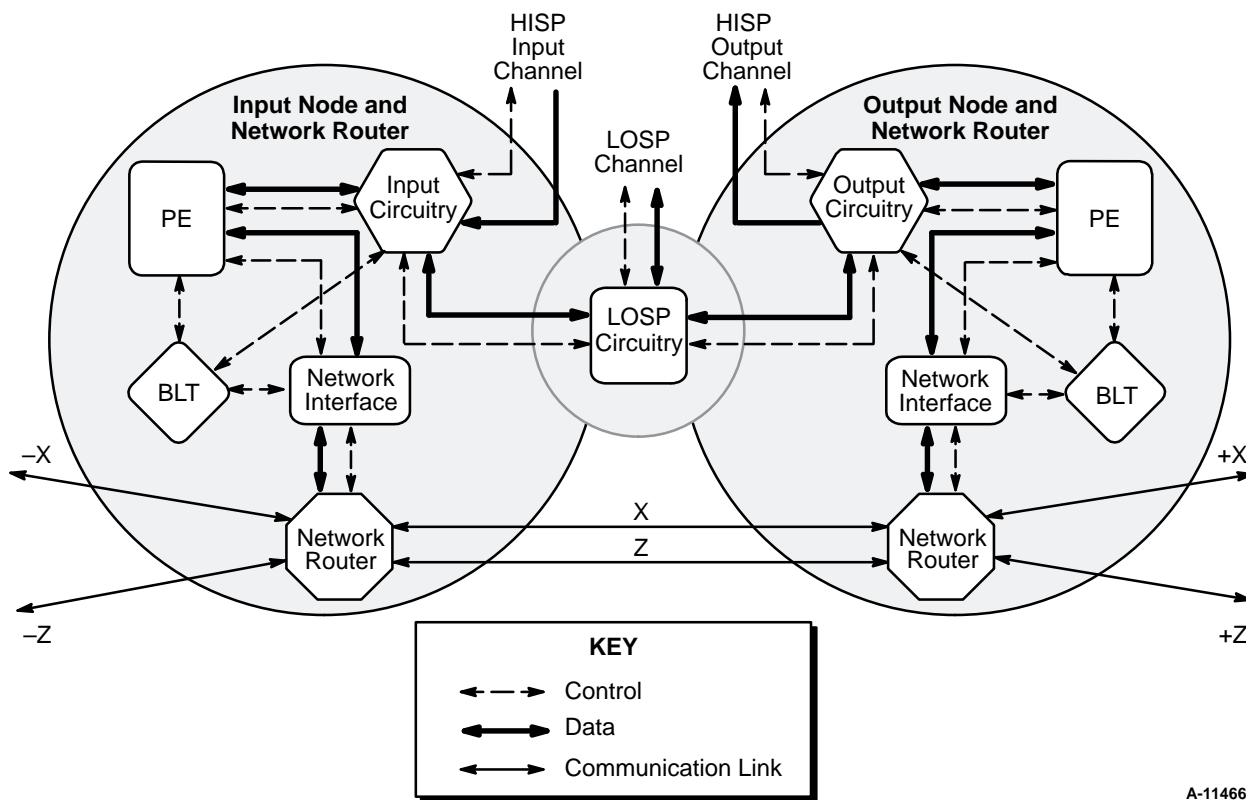 HISP
Input
Channel
HISP
Output
Channel
Input Node and
Network Router
Output Node and
Network Router
LOSP
Channel
PE
Input
Circuitry
Output
Circuitry
PE
LOSP
Circuitry
BLT
Network
Interface
Network
Interface
BLT
–X
+X
Network
Router
X
Z
Network
Router
–Z
+Z
KEY
Control
Data
Communication Link
A-11466